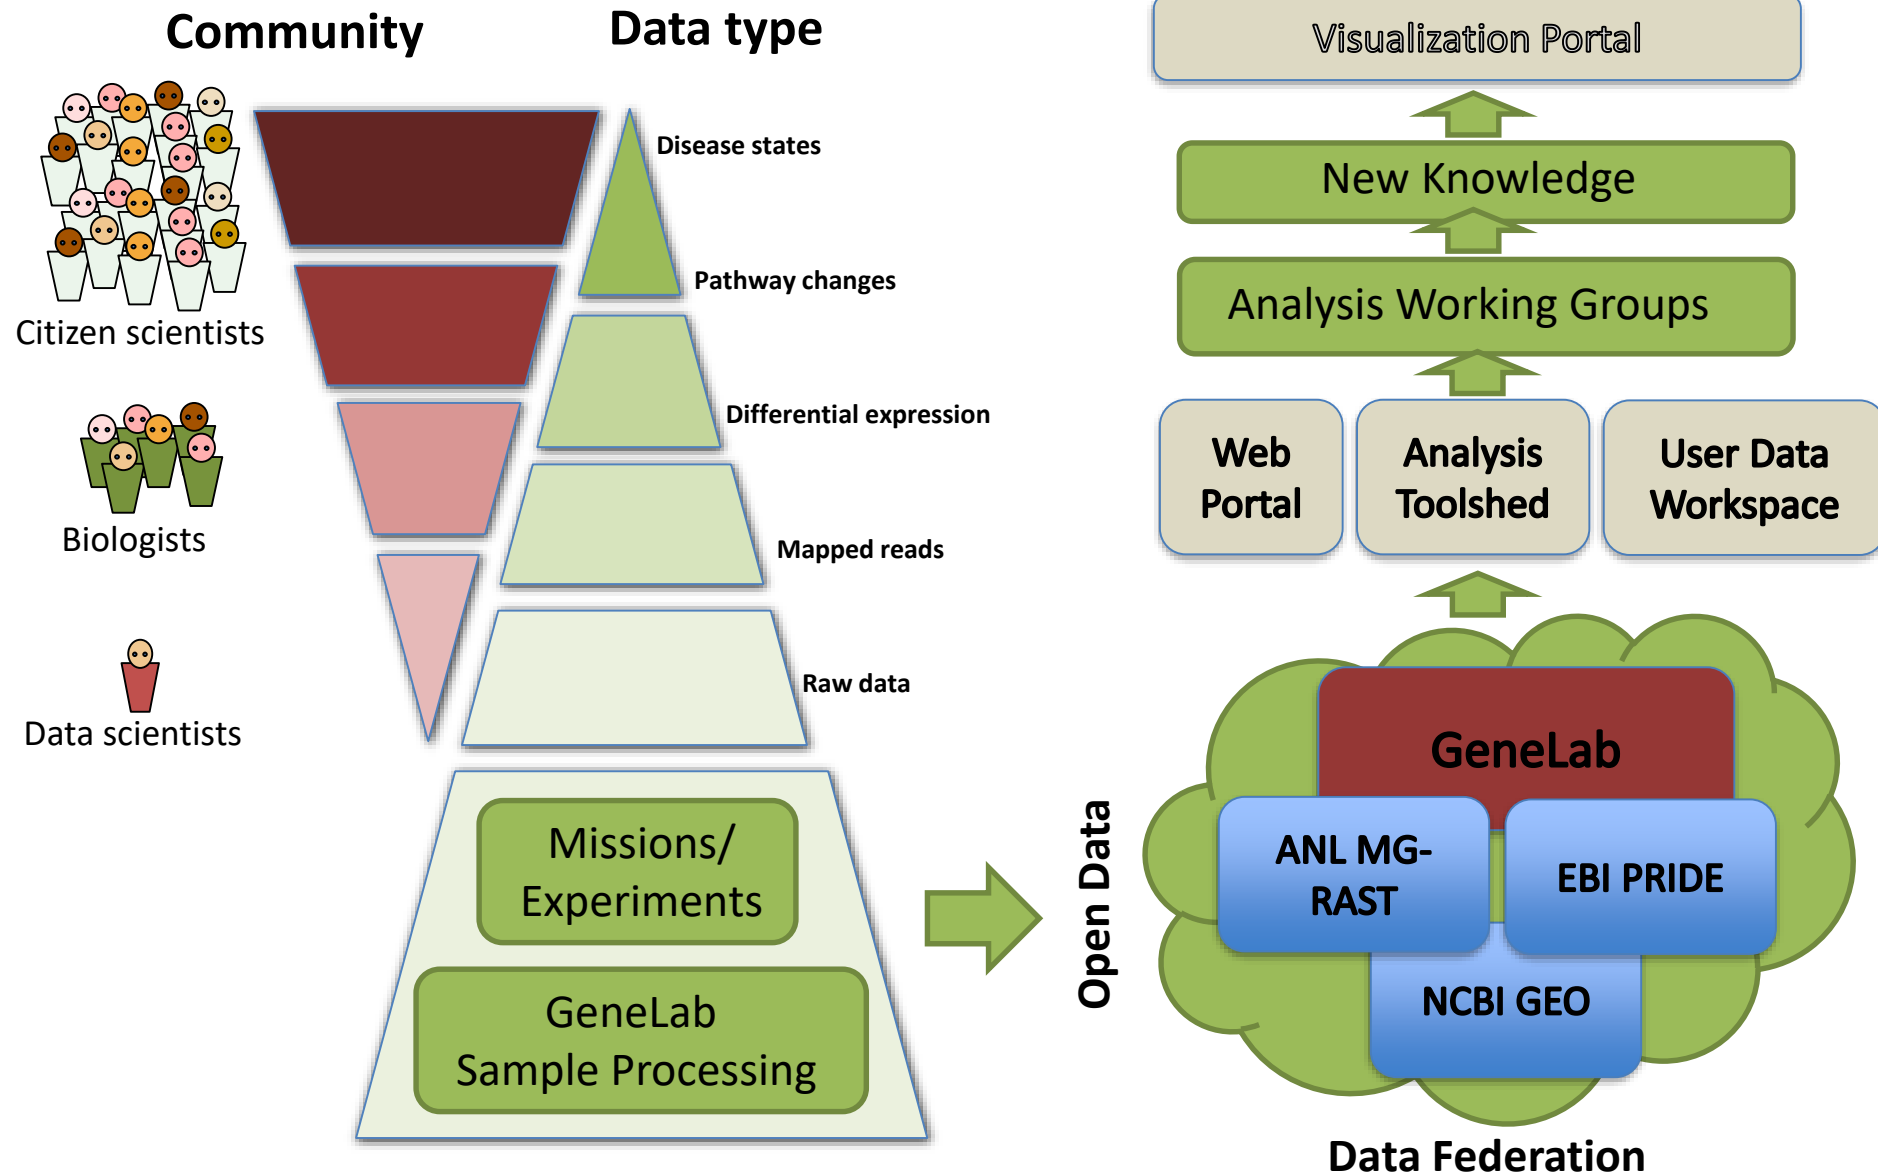 Community
Data type
Citizen scientists
Biologists
Data scientists
Disease states
Pathway changes
Differential expression
Mapped reads
Raw data
Missions/
Experiments
GeneLab
Sample Processing
Visualization Portal
New Knowledge
Analysis Working Groups
Web
Portal
Analysis
Toolshed
User Data
Workspace
Open Data
GeneLab
ANL MG-
RAST
EBI PRIDE
NCBI GEO
Data Federation